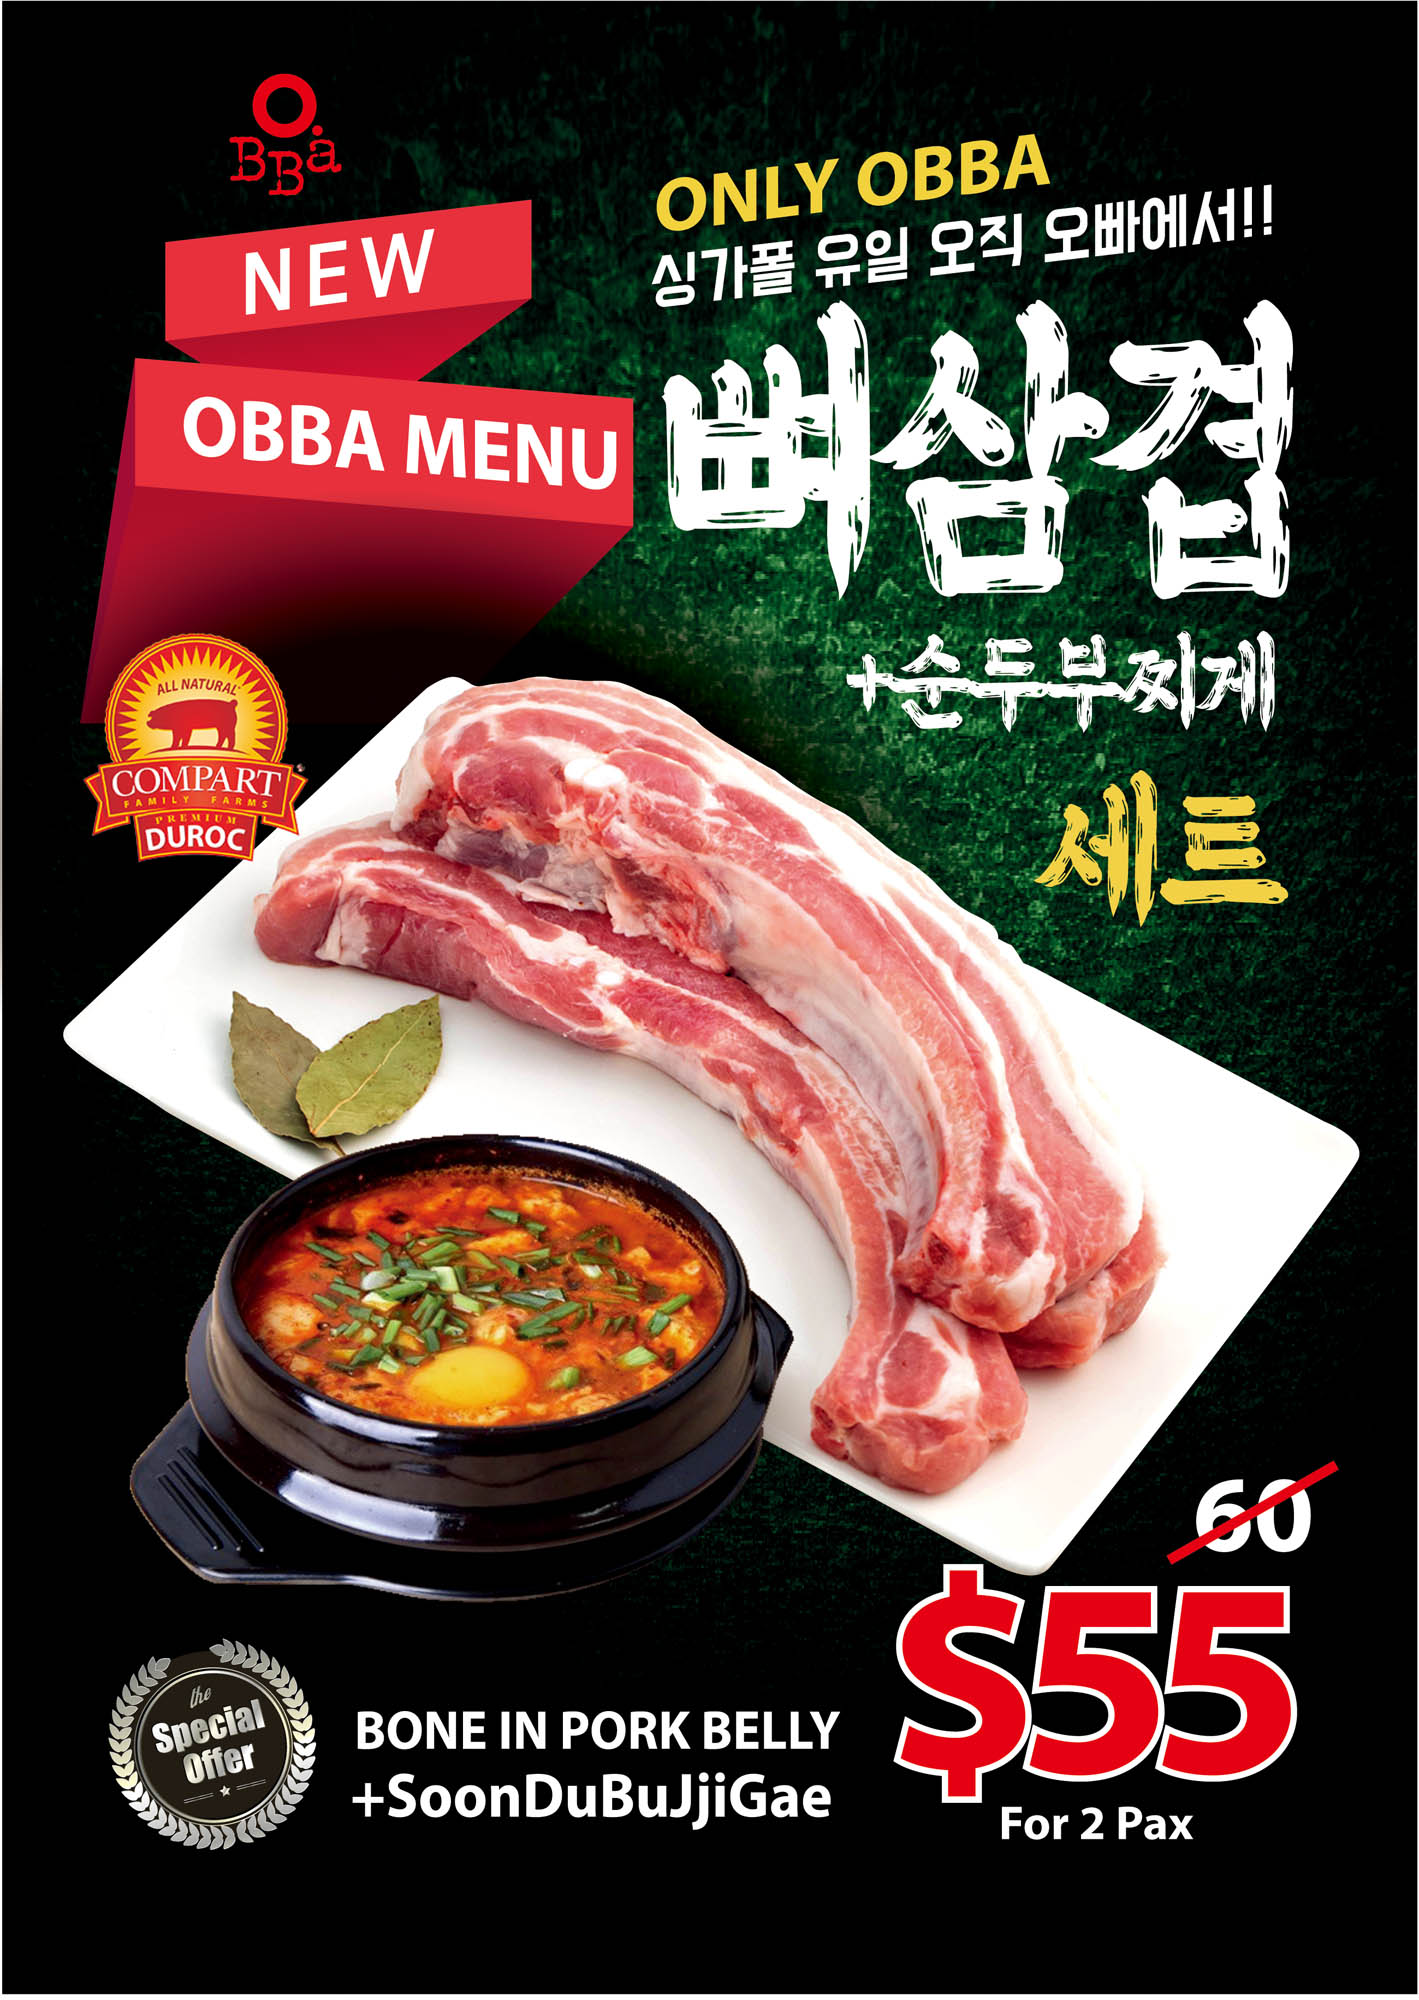 O.
BBa
NEW
OBBA MENU
ONLY OBBA
싱가폴 유일 오직 오빠에서!!
뼈삼겹
+순두부찌게
세트
ALL NATURAL
COMPART
FAMILY FARMS
PREMIUM
DUROC
60
$55
For 2 Pax
the
Special
Offer
BONE IN PORK BELLY
+SoonDuBuJjiGae